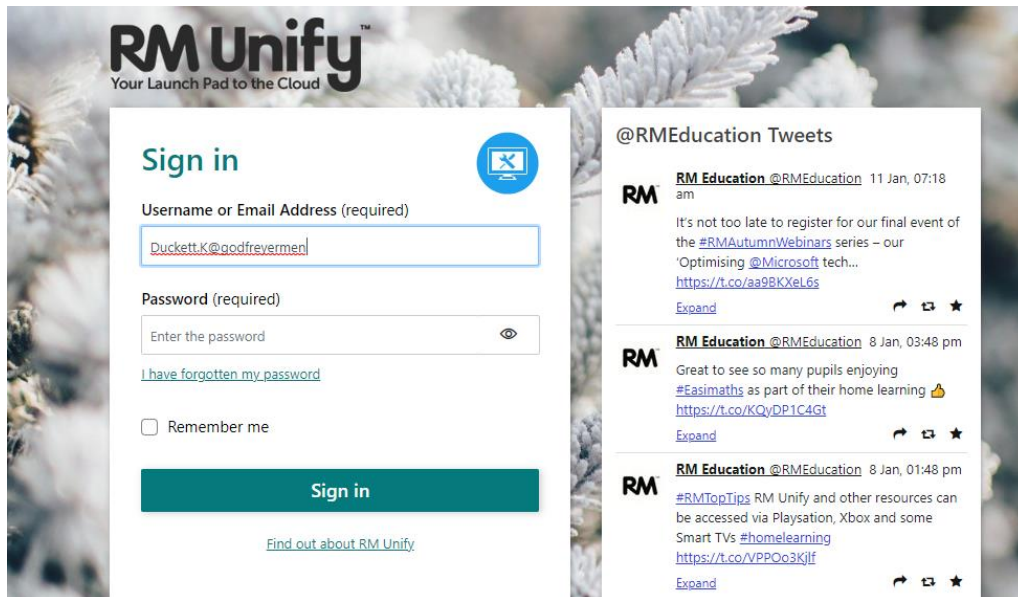 RM Unify™
Your Launch Pad to the Cloud
Sign in
Username or Email Address (required)
Duckett.K@godfreyermen
Password (required)
Enter the password
I have forgotten my password
Remember me
Sign in
Find out about RM Unify
@RMEducation Tweets
RM™
RM Education @RMEducation 11 Jan, 07:18
am
It's not too late to register for our final event of
the #RMAutumnWebinars series – our
'Optimising @Microsoft tech...
https://t.co/aa9BKXeL6s
Expand
RM™
RM Education @RMEducation 8 Jan, 03:48 pm
Great to see so many pupils enjoying
#Easimaths as part of their home learning 👍
https://t.co/KQyDP1C4Gt
Expand
RM™
RM Education @RMEducation 8 Jan, 01:48 pm
#RMTopTips RM Unify and other resources can
be accessed via Playsation, Xbox and some
Smart TVs #homelearning
https://t.co/VPPOo3Kjlf
Expand